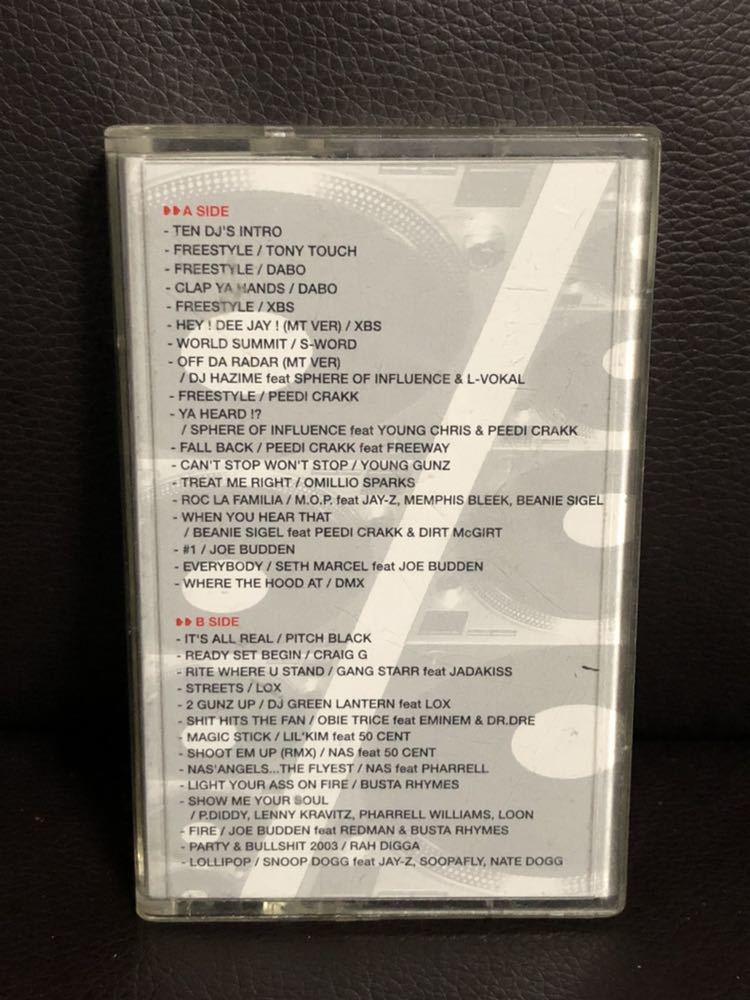 A SIDE
- TEN DJ'S INTRO
- FREESTYLE / TONY TOUCH
- FREESTYLE / DABO
- CLAP YA HANDS / DABO
- FREESTYLE / XBS
- HEY ! DEE JAY ! (MT VER) / XBS
- WORLD SUMMIT / S-WORD
- OFF DA RADAR (MT VER)
/ DJ HAZIME feat SPHERE OF INFLUENCE & L-VOKAL
- FREESTYLE / PEEDI CRAKK
- YA HEARD !?
/ SPHERE OF INFLUENCE feat YOUNG CHRIS & PEEDI CRAKK
- FALL BACK / PEEDI CRAKK feat FREEWAY
- CAN'T STOP WON'T STOP / YOUNG GUNZ
- TREAT ME RIGHT / OMILLIO SPARKS
- ROC LA FAMILIA / M.O.P. feat JAY-Z, MEMPHIS BLEEK, BEANIE SIGEL
- WHEN YOU HEAR THAT
/ BEANIE SIGEL feat PEEDI CRAKK & DIRT McGIRT
- #1 / JOE BUDDEN
- EVERYBODY / SETH MARCEL feat JOE BUDDEN
- WHERE THE HOOD AT / DMX
B SIDE
- IT'S ALL REAL / PITCH BLACK
- READY SET BEGIN / CRAIG G
- RITE WHERE U STAND / GANG STARR feat JADAKISS
- STREETS / LOX
- 2 GUNZ UP / DJ GREEN LANTERN feat LOX
- SHIT HITS THE FAN / OBIE TRICE feat EMINEM & DR.DRE
- MAGIC STICK / LIL'KIM feat 50 CENT
- SHOOT EM UP (RMX) / NAS feat 50 CENT
- NAS'ANGELS...THE FLYEST / NAS feat PHARRELL
- LIGHT YOUR ASS ON FIRE / BUSTA RHYMES
- SHOW ME YOUR SOUL
/ P.DIDDY, LENNY KRAVITZ, PHARRELL WILLIAMS, LOON
- FIRE / JOE BUDDEN feat REDMAN & BUSTA RHYMES
- PARTY & BULLSHIT 2003 / RAH DIGGA
- LOLLIPOP / SNOOP DOGG feat JAY-Z, SOOPAFLY, NATE DOGG